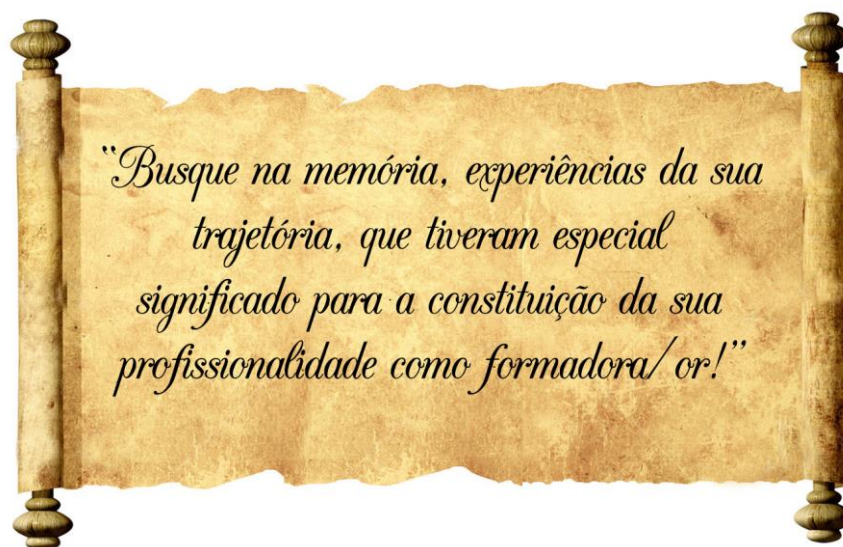 “Busque na memória, experiências da sua
trajetória, que tiveram especial
significado para a constituição da sua
profissionalidade como formadora/or!”